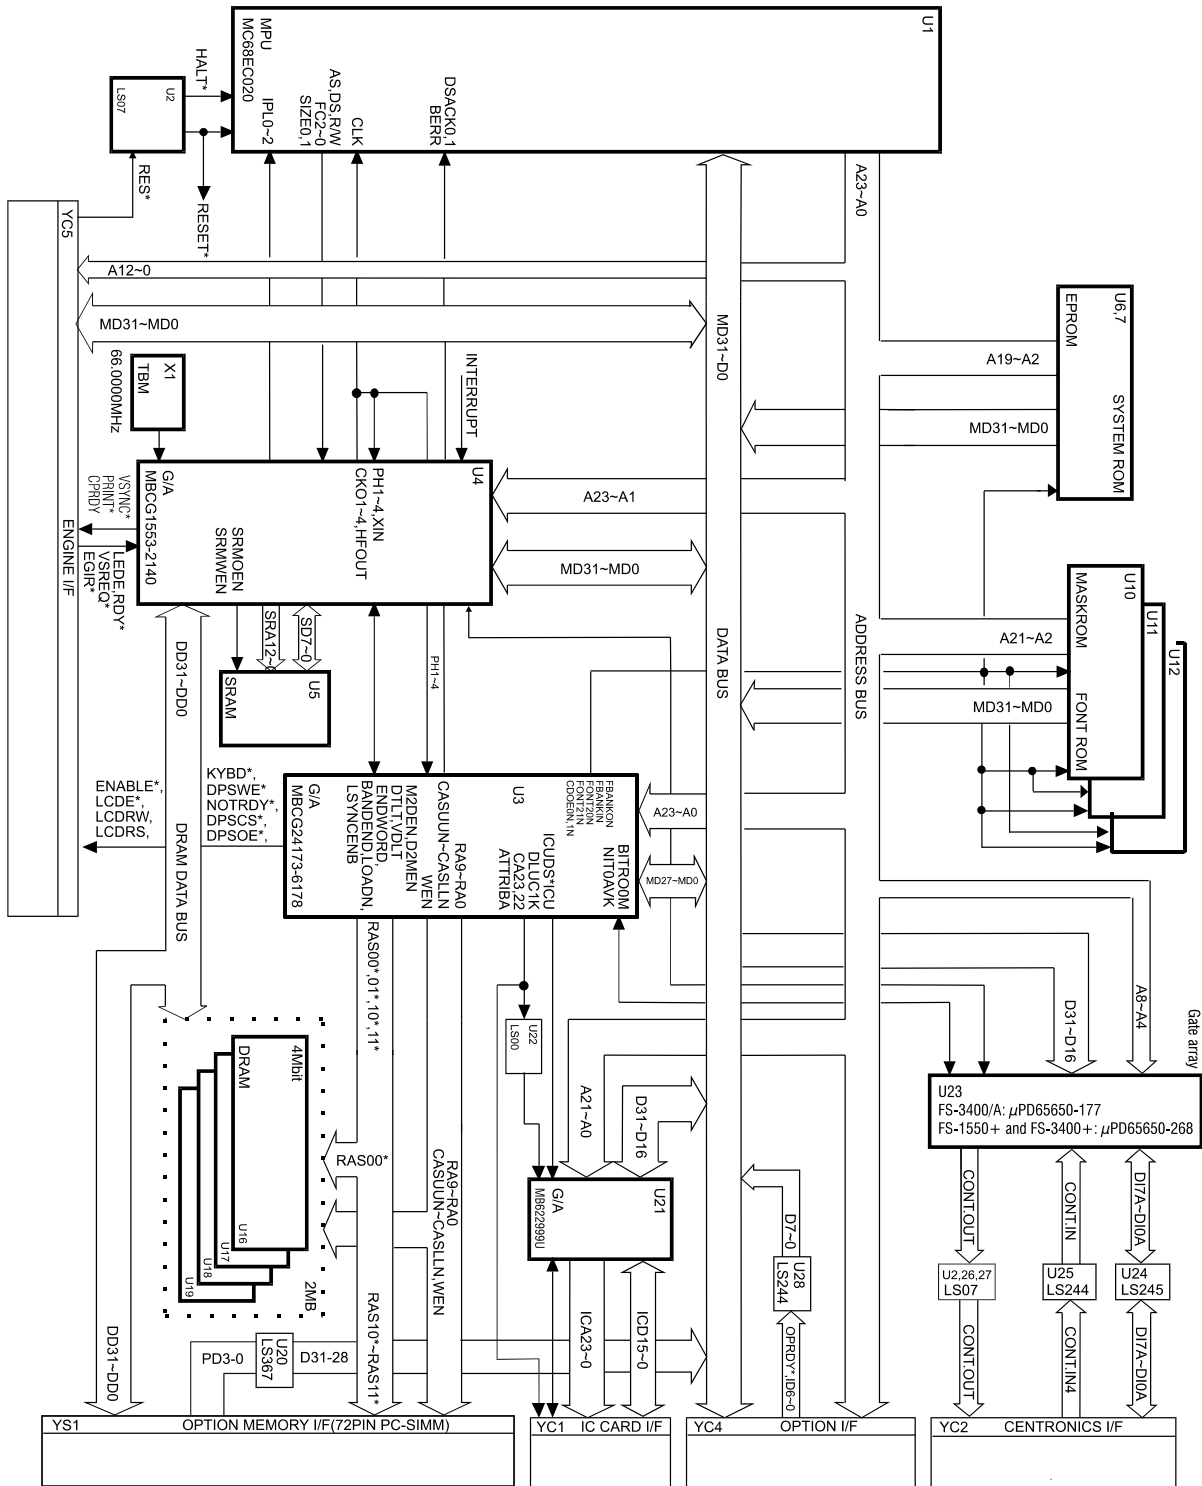 U1
MPU
MC68EC020
HALT*
IPL0~2
AS,DS,R/W
FC2~0
SIZE0,1
CLK
DSACK0,1
BERR
U2
LS07
RES*
RESET*
YC5
ENGINE I/F
A12~0
MD31~MD0
A23~A0
MD31~D0
DATA BUS
ADDRESS BUS
U6,7
EPROM
SYSTEM ROM
A19~A2
MD31~MD0
X1
TBM
66.0000MHz
INTERRUPT
U4
G/A
MBCG1553-2140
PH1~4,XIN
CKO1~4,HFOUT
SRMOEN
SRMWEN
VSYNC*
PRINT*
CPRDY
LEDE,RDY*
VSREQ*
EGIR*
A23~A1
MD31~MD0
SD7~0
SRA12~0
U5
SRAM
PH1~4
DD31~DD0
DRAM DATA BUS
U10
MASKROM
FONT ROM
U11
U12
A21~A2
MD31~MD0
ENABLE*,
LCDE*,
LCDRW,
LCDRS,
KYBD*,
DPSWE*,
NOTRDY*,
DPSCS*,
DPSOE*,
U3
G/A
MBCG24173-6178
FBANKON
FBANKIN
FONT20N
FONT21N
CDOE0N,1N
BITRO0M
NIT0AVK
ICUDS*ICU
DLUC1K
CA23,22
ATTRIBA
RA9~RA0
CASUUN~CASLLN
WEN
M2DEN,D2MEN
DTLT,VDLT
ENDWORD,
BANDEND,LOADN,
LSYNCENB
A23~A0
MD27~MD0
RAS00*,01*,10*,11*
U22
LS00
A21~A0
D31~D16
D31~D16
A8~A4
Gate array
U23
FS-3400/A: µPD65650-177
FS-1550+ and FS-3400+: µPD65650-268
4Mbit
DRAM
U16
U17
U18
U19
2MB
RAS00*
RA9~RA0
CASUUN~CASLLN,WEN
RAS10*~RAS11*
U21
G/A
MB622999U
D7~0
U28
LS244
OPRDY*,ID6~0
CONT.OUT
CONT.IN
DI7A~DI0A
U2,26,27
LS07
U25
LS244
U24
LS245
CONT.OUT
CONT.IN4
DI7A~DI0A
DD31~DD0
PD3-0
U20
LS367
D31-28
ICA23~0
ICD15~0
YS1
OPTION MEMORY I/F(72PIN PC-SIMM)
YC1
IC CARD I/F
YC4
OPTION I/F
YC2
CENTRONICS I/F